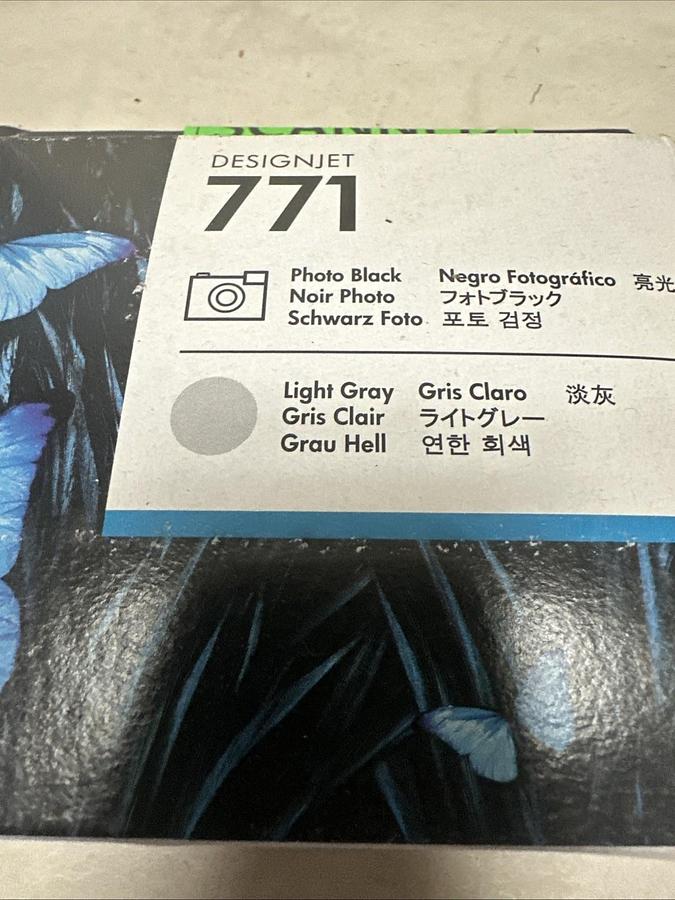 DESIGNJET
771
Photo Black Negro Fotográfico 亮光
Noir Photo フォトブラック
Schwarz Foto 포토 검정
Light Gray Gris Claro 淡灰
Gris Clair ライトグレー
Grau Hell 연한 회색